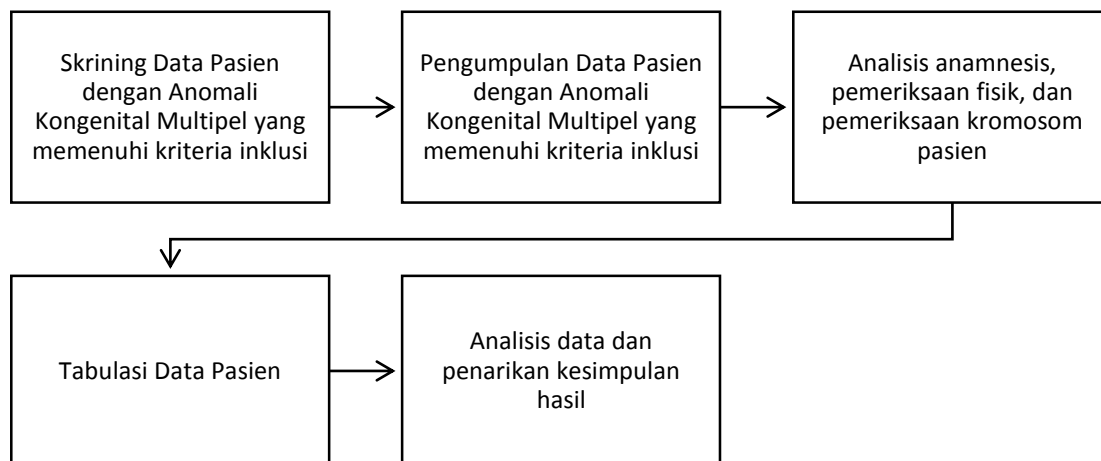 Skrining Data Pasien
dengan Anomali
Kongenital Multipel yang
memenuhi kriteria inklusi
Pengumpulan Data Pasien
dengan Anomali
Kongenital Multipel yang
memenuhi kriteria inklusi
Analisis anamnesis,
pemeriksaan fisik, dan
pemeriksaan kromosom
pasien
Tabulasi Data Pasien
Analisis data dan
penarikan kesimpulan
hasil